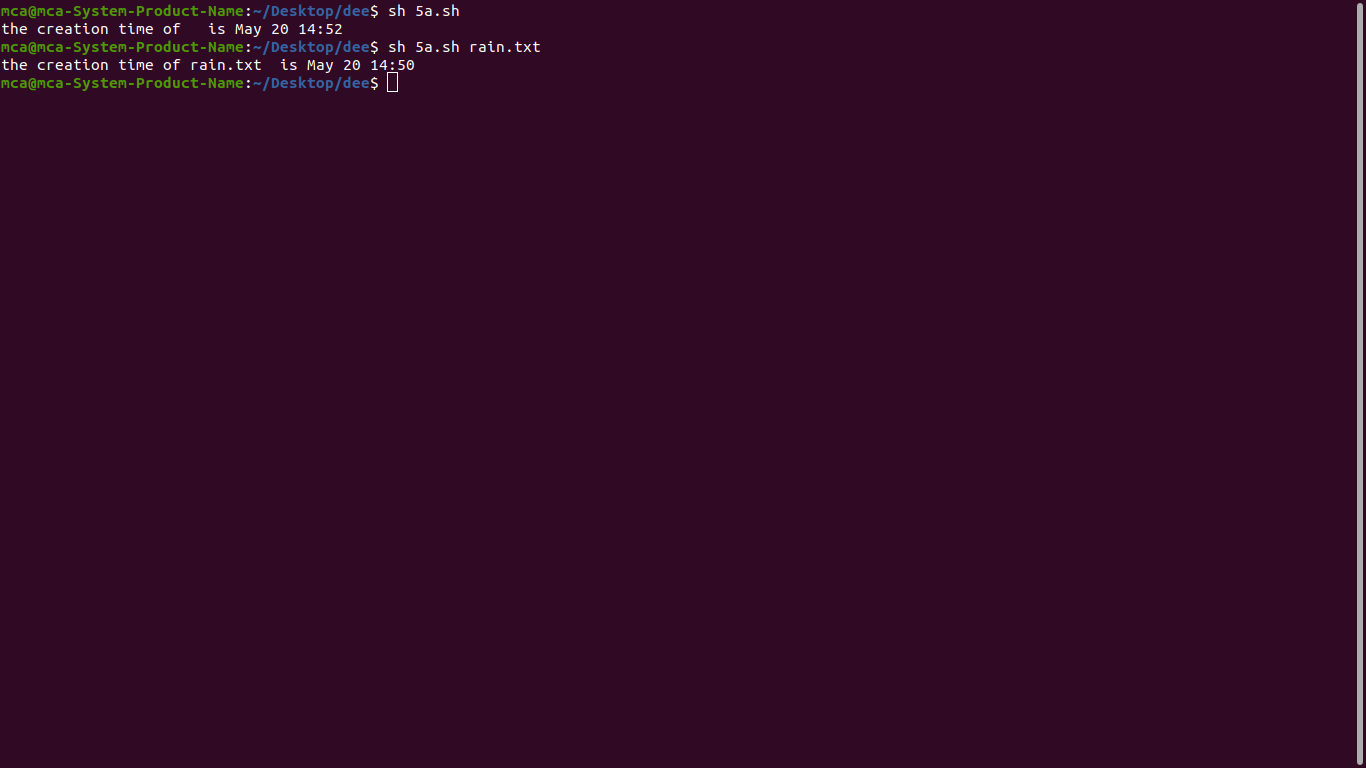 mca@mca-System-Product-Name:~/Desktop/dee$ sh 5a.sh
the creation time of   is May 20 14:52
mca@mca-System-Product-Name:~/Desktop/dee$ sh 5a.sh rain.txt
the creation time of rain.txt  is May 20 14:50
mca@mca-System-Product-Name:~/Desktop/dee$